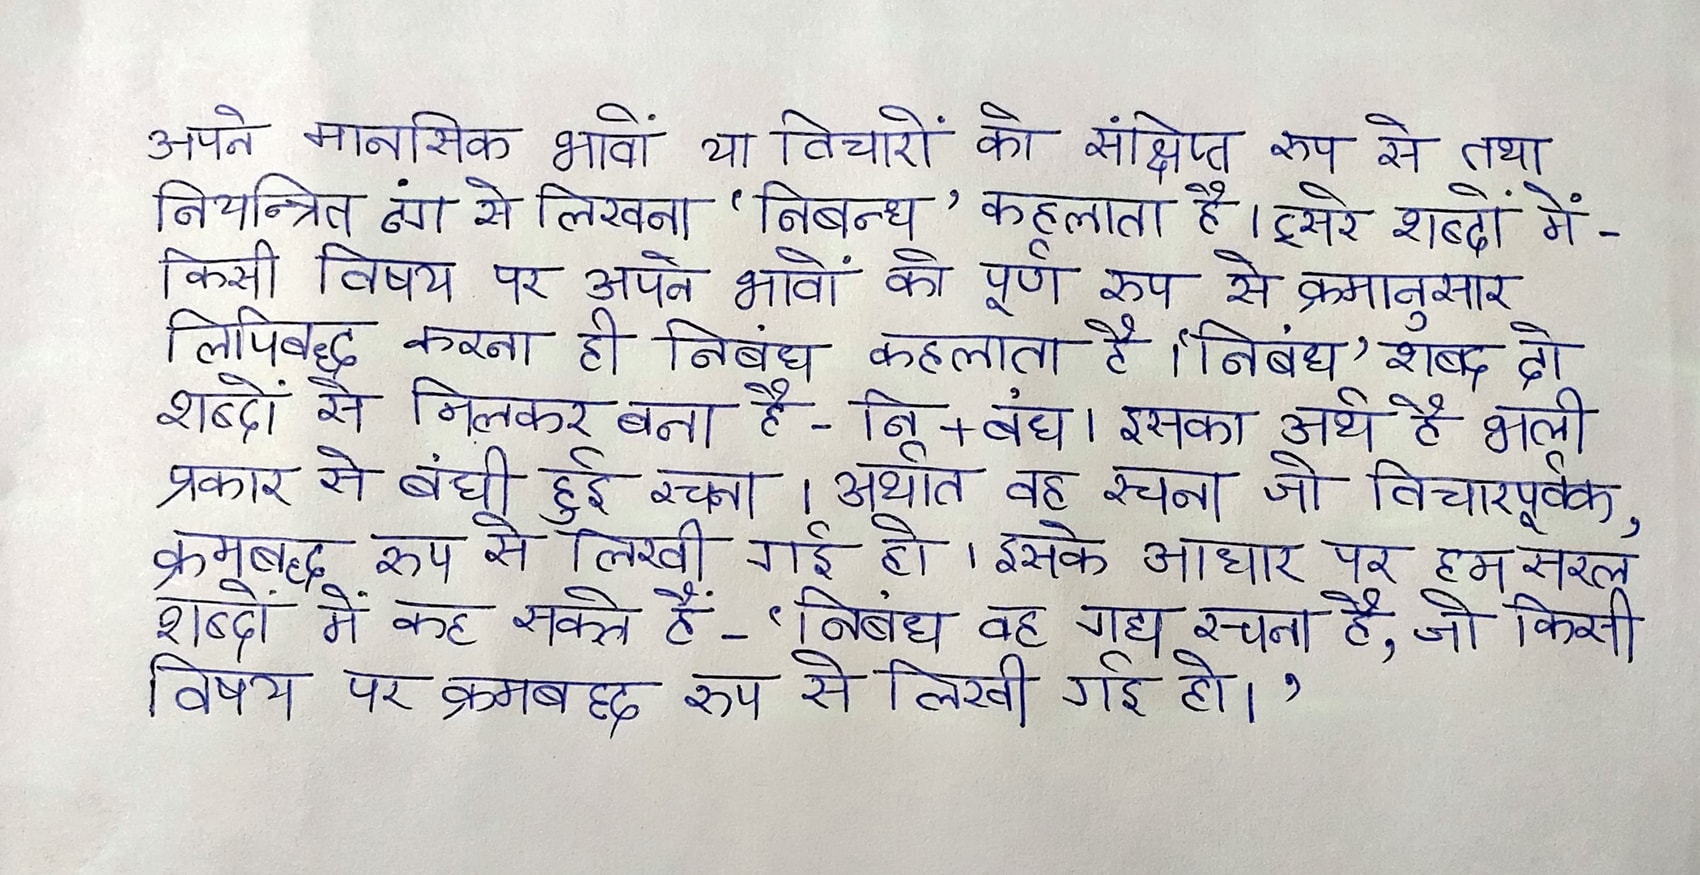 अपने मानसिक भावों या विचारों को संक्षिप्त रूप से तथा
नियन्त्रित ढंग से लिखना ‘निबन्ध’ कहलाता है। दूसरे शब्दों में -
किसी विषय पर अपने भावों को पूर्ण रूप से क्रमानुसार
लिपिबद्ध करना ही निबंध कहलाता है। ‘निबंध’ शब्द दो
शब्दों से मिलकर बना है - नि + बंध। इसका अर्थ है भली
प्रकार से बंधी हुई रचना। अर्थात वह रचना जो विचारपूर्वक,
क्रमबद्ध रूप से लिखी गई हो। इसके आधार पर हम सरल
शब्दों में कह सकते हैं - ‘निबंध वह गद्य रचना है, जो किसी
विषय पर क्रमबद्ध रूप से लिखी गई हो।’